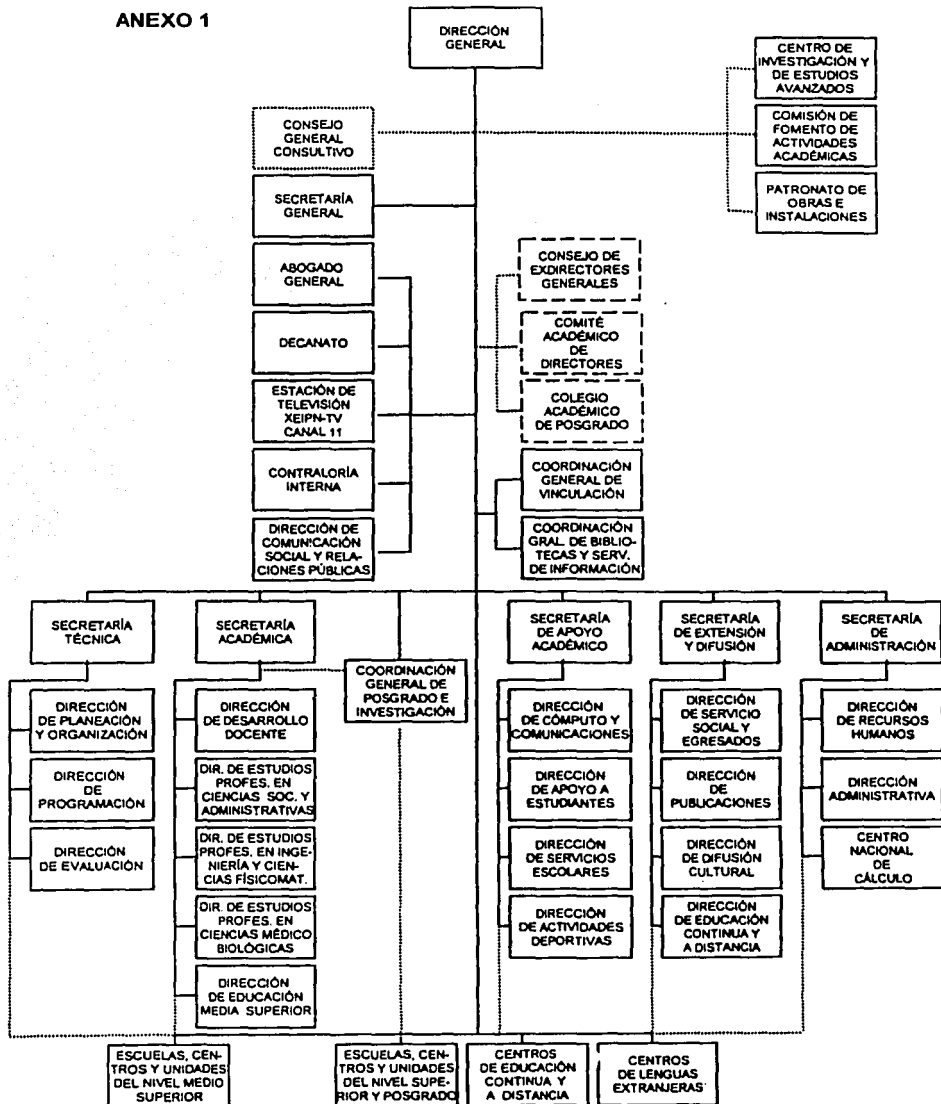 ANEXO 1
DIRECCIÓN
GENERAL
CENTRO DE
INVESTIGACIÓN Y
DE ESTUDIOS
AVANZADOS
CONSEJO
GENERAL
CONSULTIVO
COMISIÓN DE
FOMENTO DE
ACTIVIDADES
ACADÉMICAS
SECRETARÍA
GENERAL
PATRONATO DE
OBRAS E
INSTALACIONES
ABOGADO
GENERAL
CONSEJO DE
EXDIRECTORES
GENERALES
DECANATO
COMITÉ
ACADÉMICO
DE
DIRECTORES
ESTACIÓN DE
TELEVISIÓN
XEIPN-TV
CANAL 11
COLEGIO
ACADÉMICO
DE POSGRADO
CONTRALORÍA
INTERNA
COORDINACIÓN
GENERAL DE
VINCULACIÓN
DIRECCIÓN DE
COMUNICACIÓN
SOCIAL Y RELA-
CIONES PÚBLICAS
COORDINACIÓN
GRAL. DE BIBLIO-
TECAS Y SERV.
DE INFORMACIÓN
SECRETARÍA
TÉCNICA
SECRETARÍA
ACADÉMICA
COORDINACIÓN
GENERAL DE
POSGRADO E
INVESTIGACIÓN
SECRETARÍA
DE APOYO
ACADÉMICO
SECRETARÍA
DE EXTENSIÓN
Y DIFUSIÓN
SECRETARÍA
DE
ADMINISTRACIÓN
DIRECCIÓN
DE PLANEACIÓN
Y ORGANIZACIÓN
DIRECCIÓN
DE
PROGRAMACIÓN
DIRECCIÓN
DE EVALUACIÓN
DIRECCIÓN
DE DESARROLLO
DOCENTE
DIR. DE ESTUDIOS
PROFES. EN
CIENCIAS SOC. Y
ADMINISTRATIVAS
DIR. DE ESTUDIOS
PROFES. EN INGE-
NIERÍA Y CIEN-
CIAS FÍSICOMAT.
DIR. DE ESTUDIOS
PROFES. EN
CIENCIAS MÉDICO
BIOLÓGICAS
DIRECCIÓN
DE EDUCACIÓN
MEDIA SUPERIOR
DIRECCIÓN
DE CÓMPUTO Y
COMUNICACIONES
DIRECCIÓN
DE APOYO A
ESTUDIANTES
DIRECCIÓN
DE SERVICIOS
ESCOLARES
DIRECCIÓN
DE ACTIVIDADES
DEPORTIVAS
DIRECCIÓN
DE SERVICIO
SOCIAL Y
EGRESADOS
DIRECCIÓN
DE
PUBLICACIONES
DIRECCIÓN
DE DIFUSIÓN
CULTURAL
DIRECCIÓN
DE EDUCACIÓN
CONTINUA Y
A DISTANCIA
DIRECCIÓN
DE RECURSOS
HUMANOS
DIRECCIÓN
ADMINISTRATIVA
CENTRO
NACIONAL
DE
CÁLCULO
ESCUELAS, CEN-
TROS Y UNIDADES
DEL NIVEL MEDIO
SUPERIOR
ESCUELAS, CEN-
TROS Y UNIDADES
DEL NIVEL SUPE-
RIOR Y POSGRADO
CENTROS
DE EDUCACIÓN
CONTINUA Y
A DISTANCIA
CENTROS
DE LENGUAS
EXTRANJERAS